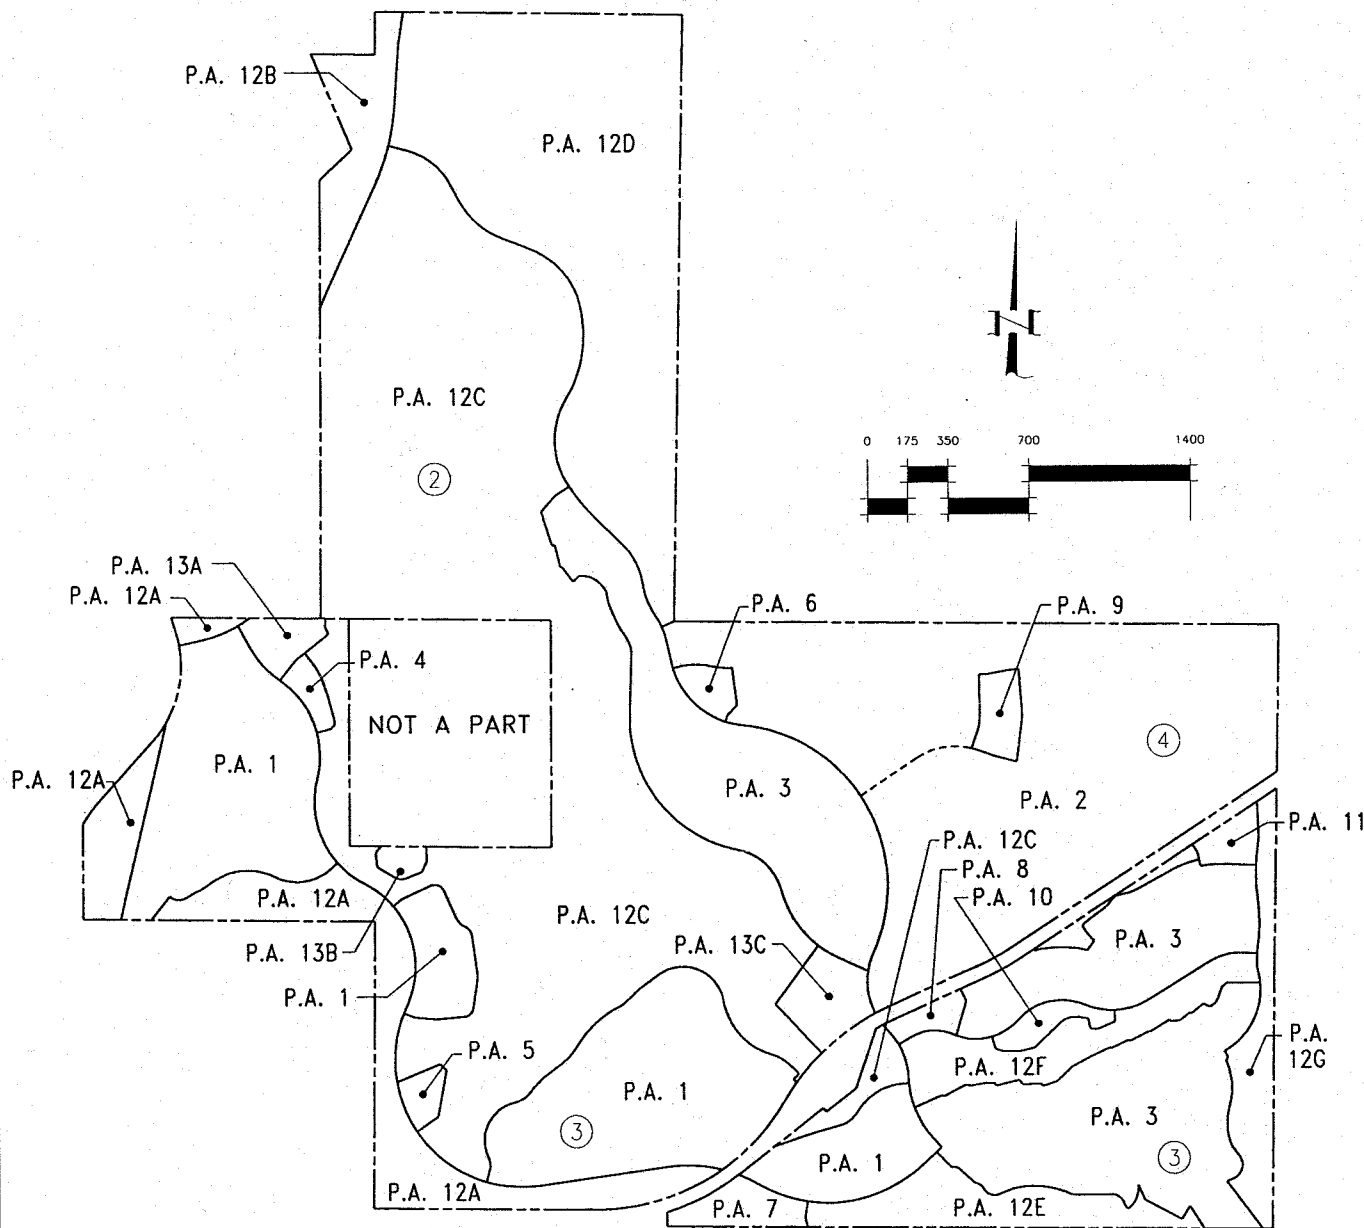 P.A. 12B
P.A. 12D
P.A. 12C
2
N
0 175 350 700 1400
P.A. 13A
P.A. 12A
P.A. 6
P.A. 9
P.A. 4
NOT A PART
4
P.A. 1
P.A. 12A
P.A. 3
P.A. 2
P.A. 11
P.A. 12C
P.A. 8
P.A. 10
P.A. 12A
P.A. 12C
P.A. 13B
P.A. 13C
P.A. 3
P.A. 1
P.A. 5
P.A.
12G
P.A. 12F
P.A. 1
3
P.A. 3
3
P.A. 1
P.A. 12A
P.A. 7
P.A. 12E